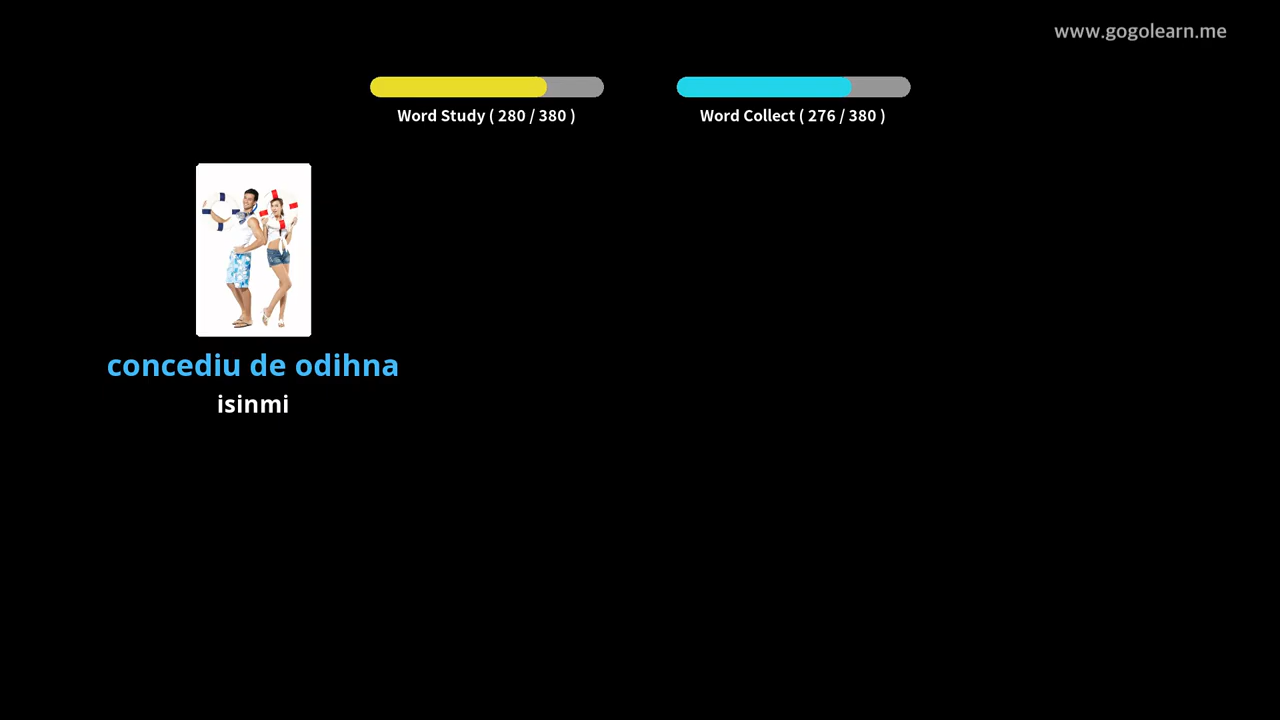 www.gogolearn.me
Word Study ( 280 / 380 )
Word Collect ( 276 / 380 )
concediu de odihna
isinmi